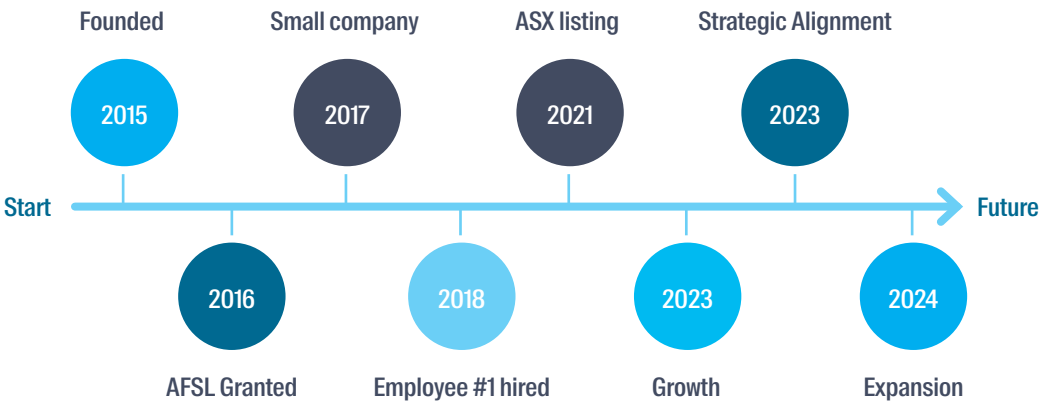 Founded
Small company
ASX listing
Strategic Alignment
2015
2017
2021
2023
Start
Future
2016
2018
2023
2024
AFSL Granted
Employee #1 hired
Growth
Expansion